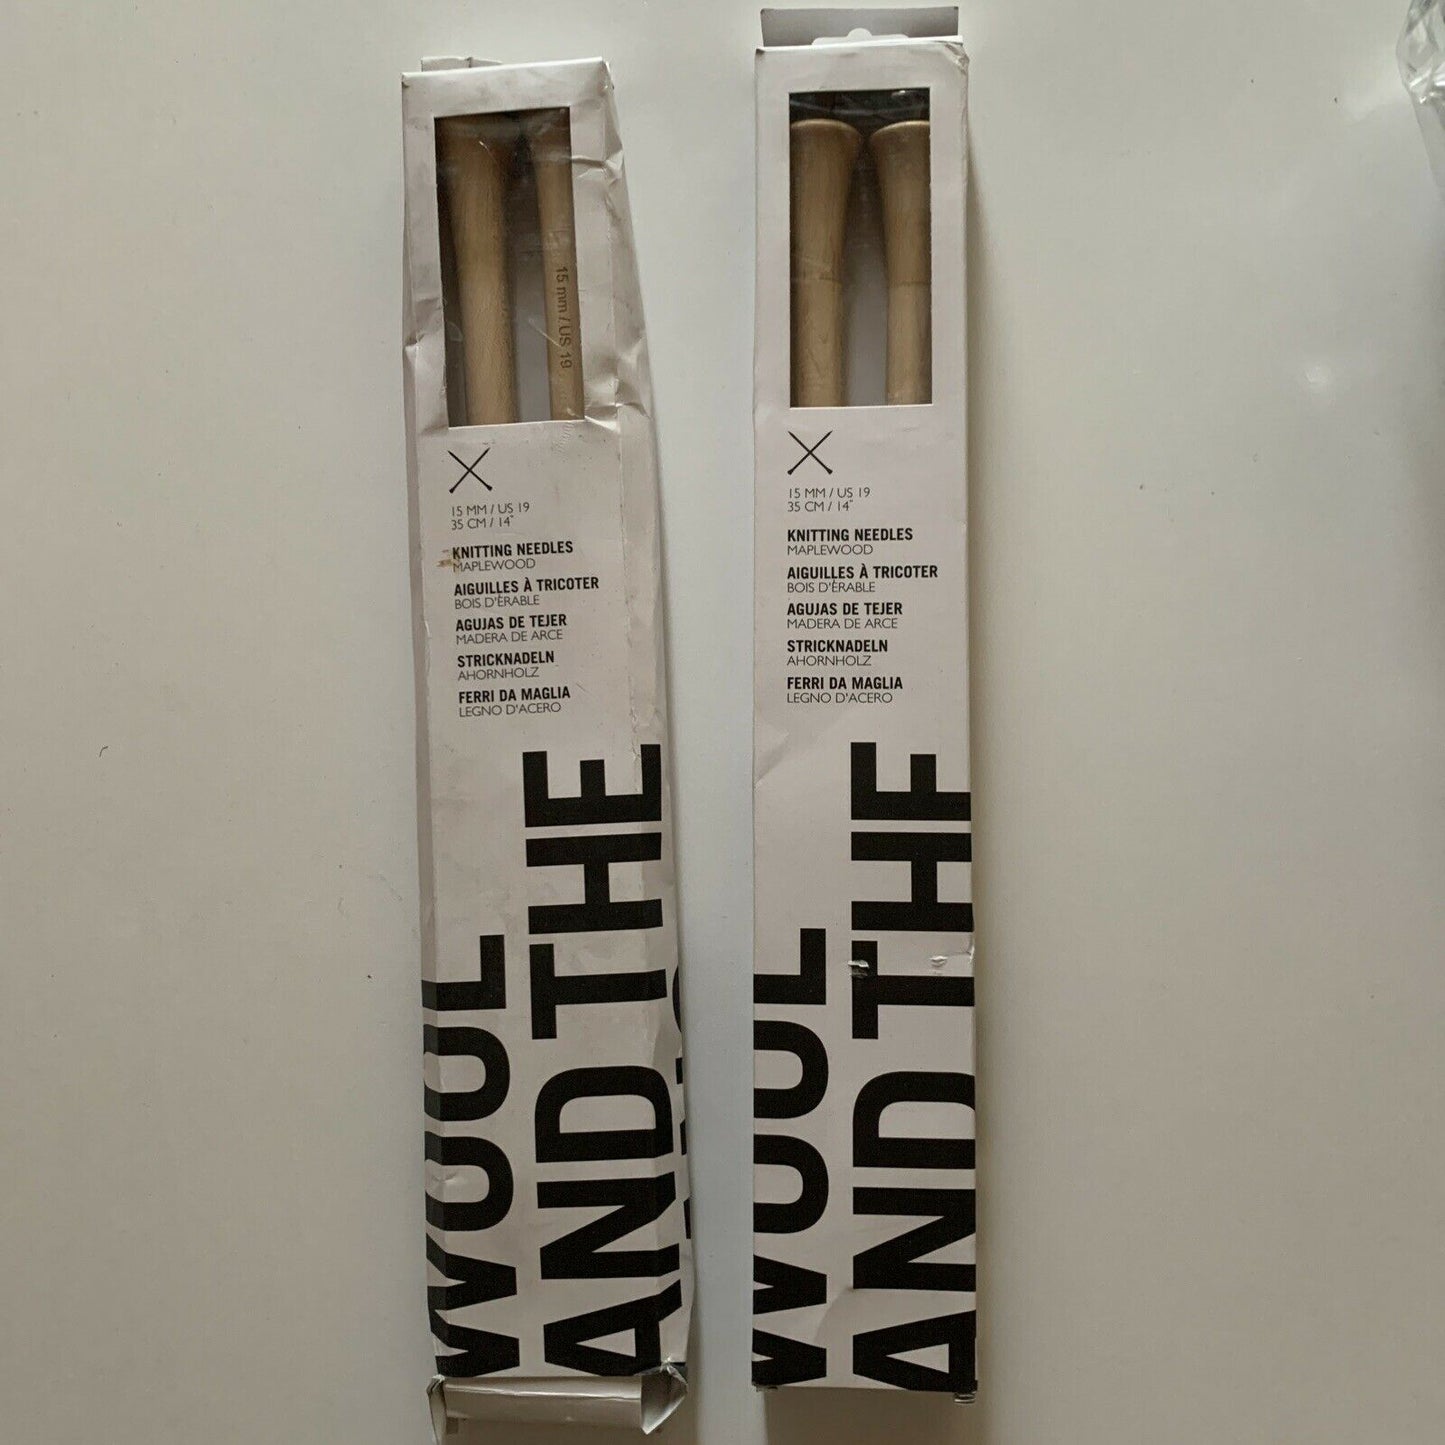 15 mm / US 19
15 MM / US 19
35 CM / 14"
KNITTING NEEDLES
MAPLEWOOD
AIGUILLES À TRICOTER
BOIS D'ÉRABLE
AGUJAS DE TEJER
MADERA DE ARCE
STRICKNADELN
AHORNHOLZ
FERRI DA MAGLIA
LEGNO D'ACERO
WOOL
AND THE
15 MM / US 19
35 CM / 14"
KNITTING NEEDLES
MAPLEWOOD
AIGUILLES À TRICOTER
BOIS D'ÉRABLE
AGUJAS DE TEJER
MADERA DE ARCE
STRICKNADELN
AHORNHOLZ
FERRI DA MAGLIA
LEGNO D'ACERO
WOOL
AND THE